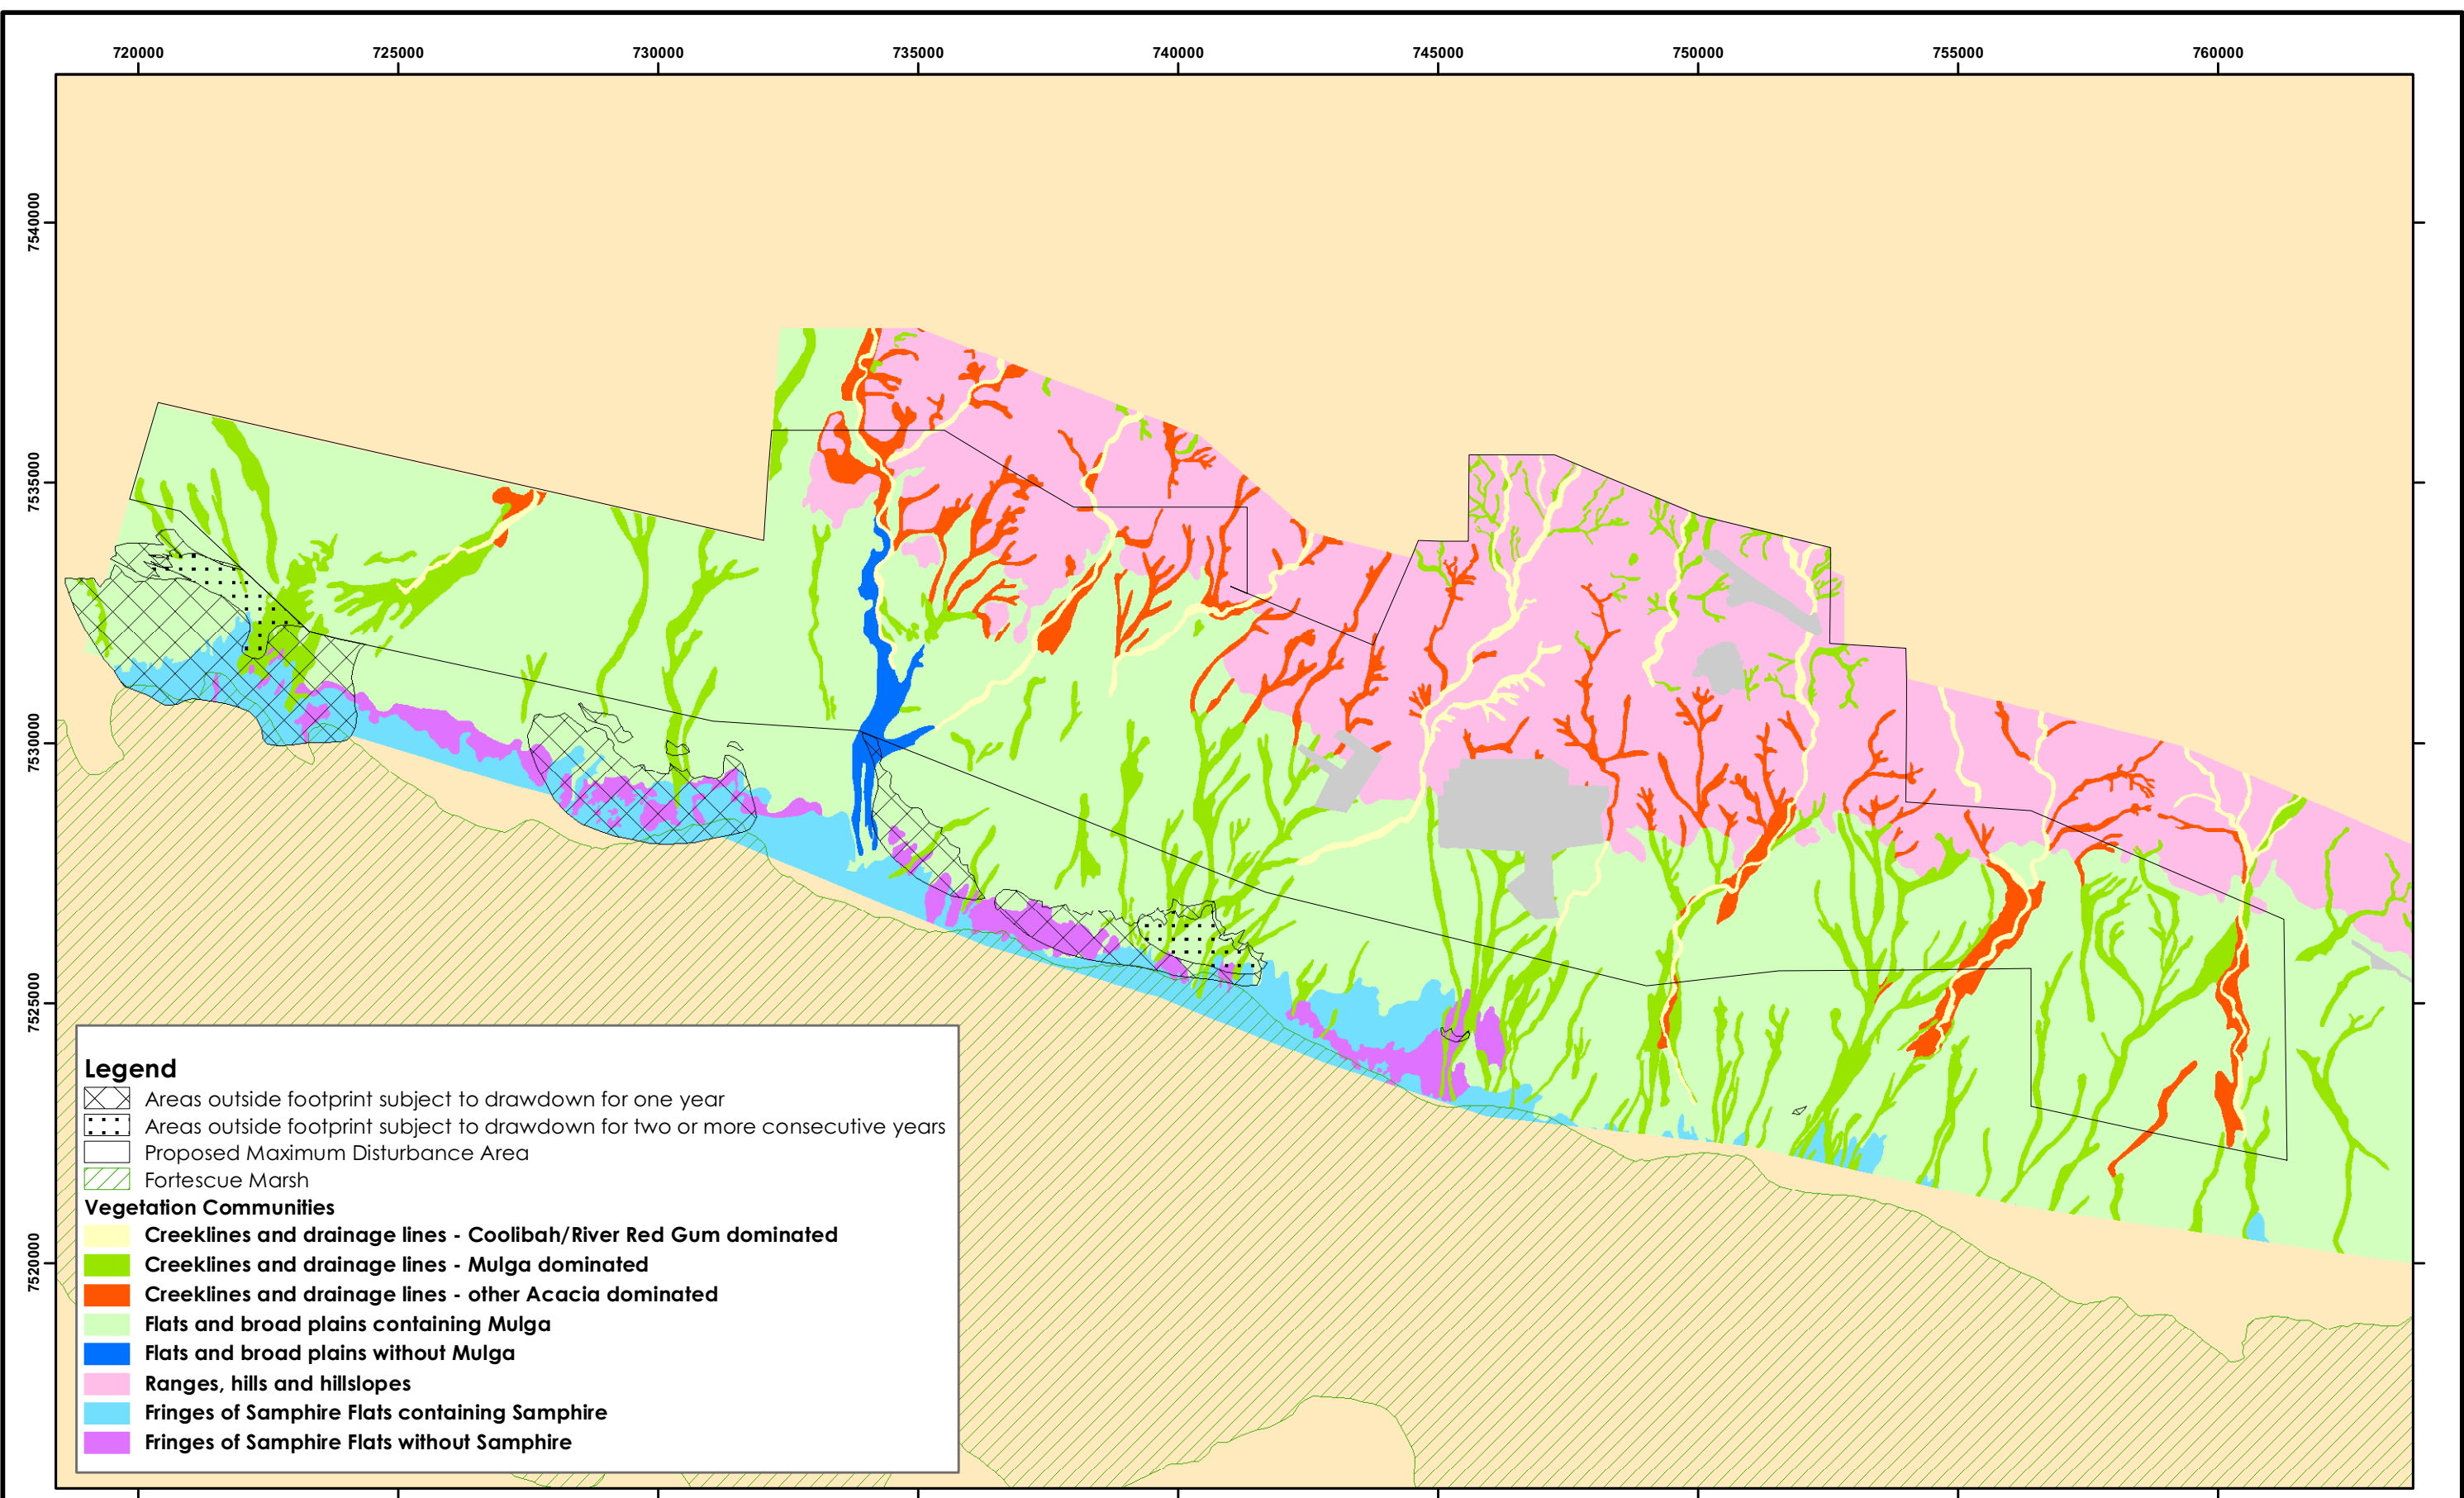 720000 725000 730000 735000 740000 745000 750000 755000 760000
7540000
7535000
7530000
7525000
7520000
Legend
Areas outside footprint subject to drawdown for one year
Areas outside footprint subject to drawdown for two or more consecutive years
Proposed Maximum Disturbance Area
Fortescue Marsh
Vegetation Communities
Creeklines and drainage lines - Coolibah/River Red Gum dominated
Creeklines and drainage lines - Mulga dominated
Creeklines and drainage lines - other Acacia dominated
Flats and broad plains containing Mulga
Flats and broad plains without Mulga
Ranges, hills and hillslopes
Fringes of Samphire Flats containing Samphire
Fringes of Samphire Flats without Samphire